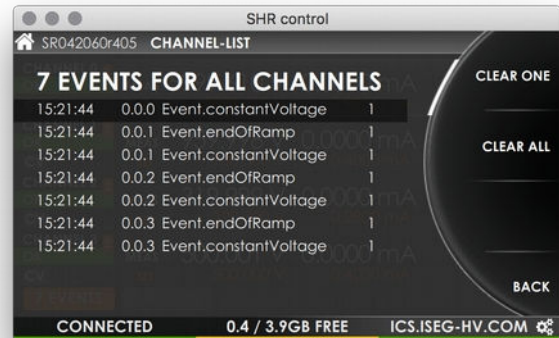 SHR control
SR042060r405 CHANNEL-LIST
7 EVENTS FOR ALL CHANNELS
15:21:44 0.0.0 Event.constantVoltage 1
15:21:44 0.0.1 Event.endOfRamp 1
15:21:44 0.0.1 Event.constantVoltage 1
15:21:44 0.0.2 Event.endOfRamp 1
15:21:44 0.0.2 Event.constantVoltage 1
15:21:44 0.0.3 Event.endOfRamp 1
15:21:44 0.0.3 Event.constantVoltage 1
CLEAR ONE
CLEAR ALL
BACK
7 EVENTS
CONNECTED 0.4 / 3.9GB FREE ICS.ISEG-HV.COM